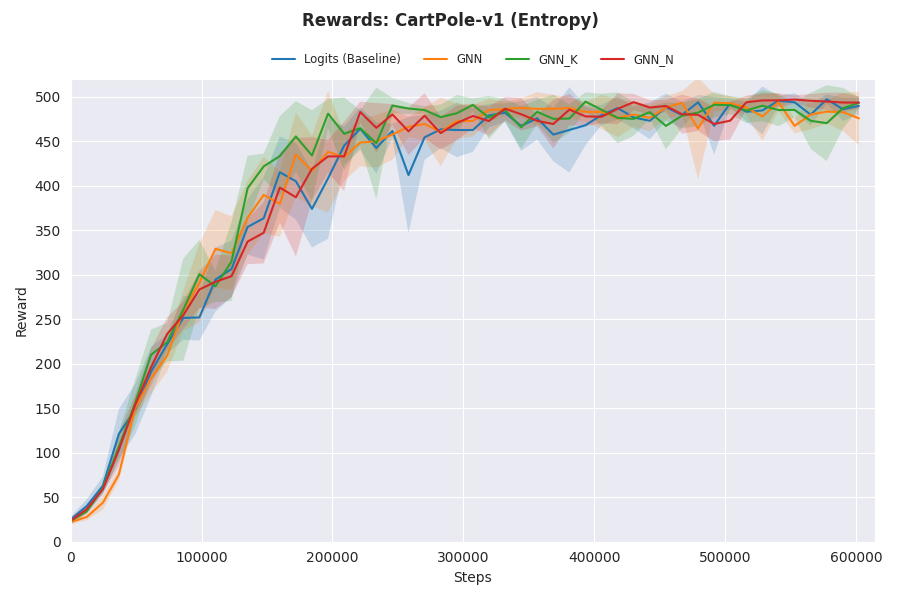 Rewards: CartPole-v1 (Entropy)
Logits (Baseline) GNN GNN_K GNN_N
500
450
400
350
300
250
200
150
100
50
0
Reward
0 100000 200000 300000 400000 500000 600000
Steps